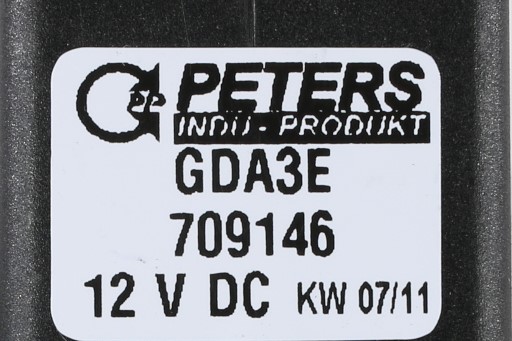 PETERS
INDU - PRODUKT
GDA3E
709146
12 V DC KW 07/11